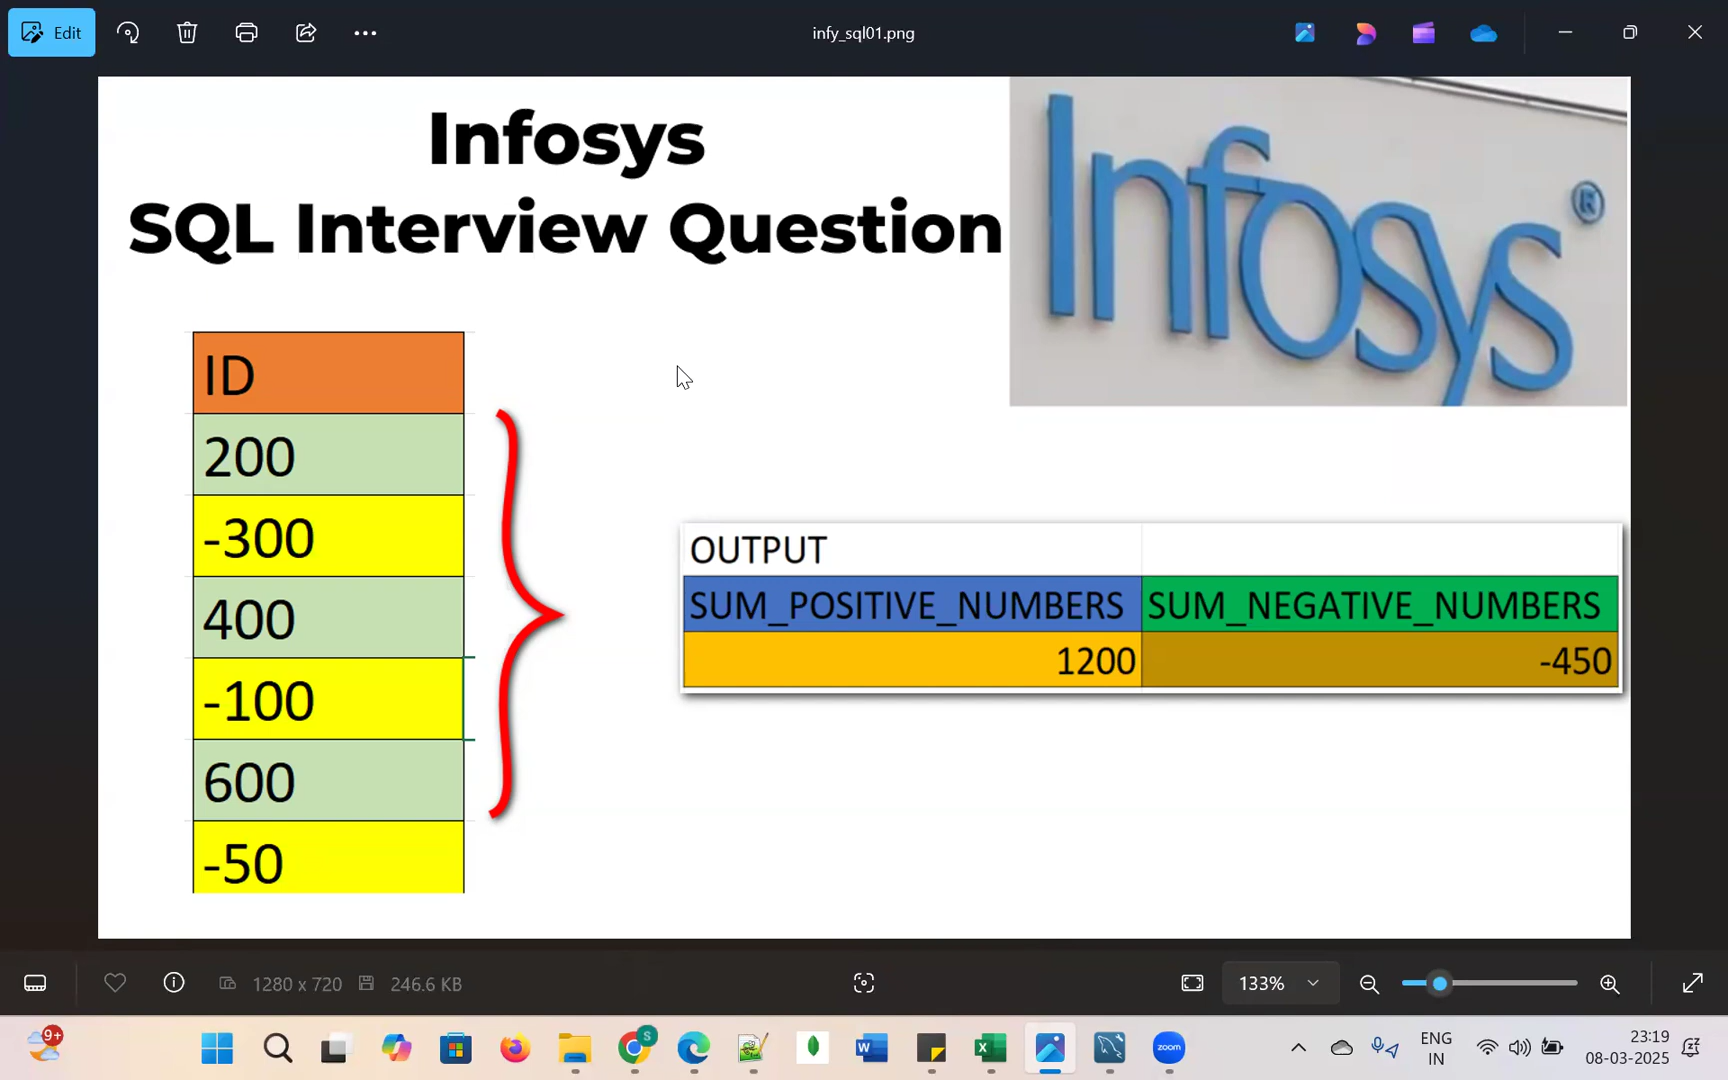 Edit
infy_sql01.png
Infosys
SQL Interview Question
Infosys®
ID
200
-300
400
-100
600
-50
OUTPUT
SUM_POSITIVE_NUMBERS SUM_NEGATIVE_NUMBERS
1200 -450
1280 x 720 246.6 KB
133%
9+
S
W
X
zoom
ENG
IN
23:19
08-03-2025